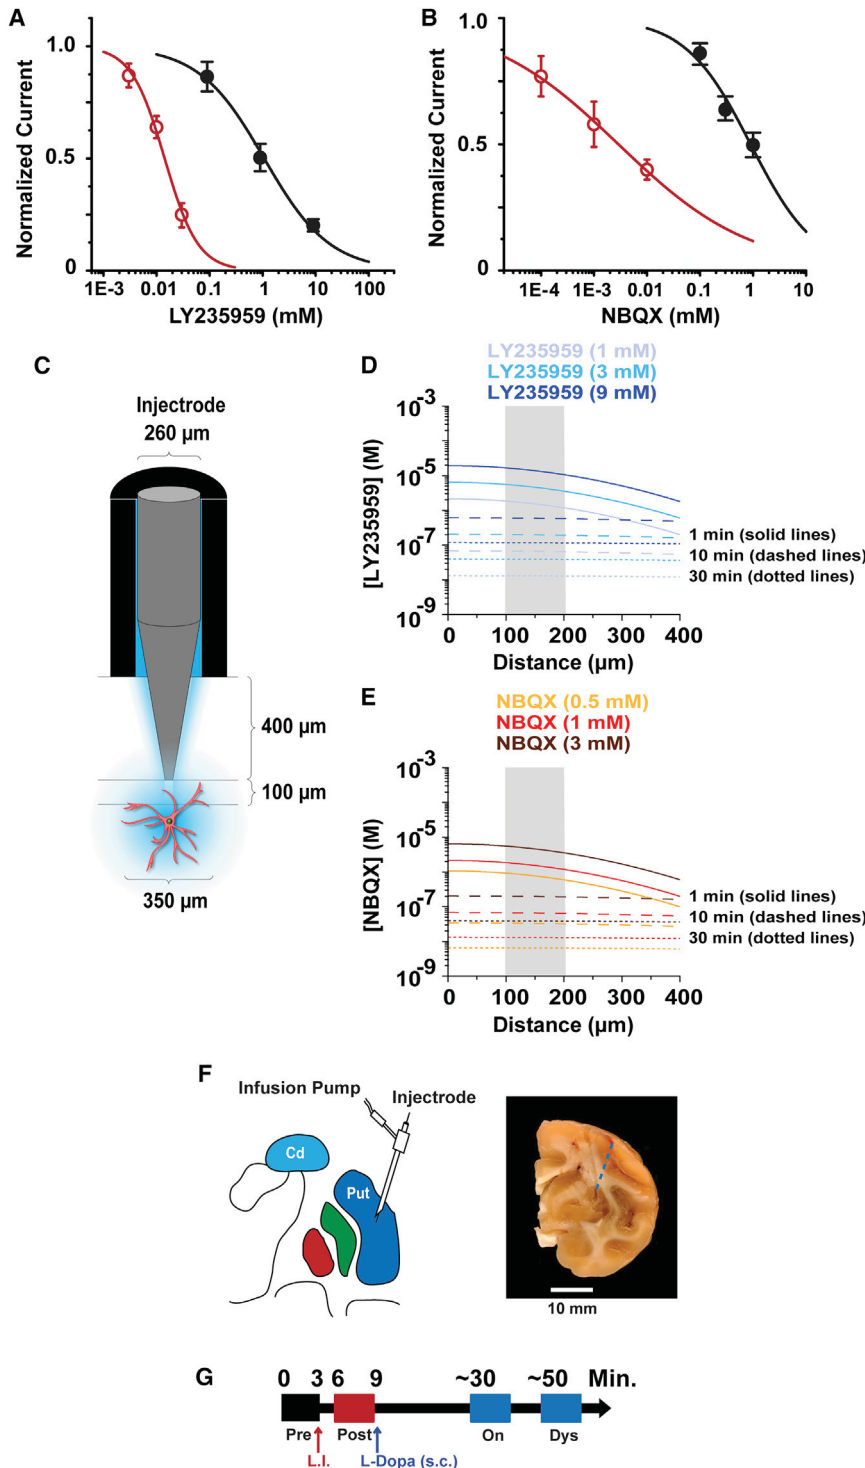 A
Normalized Current
1.0
0.5
0
1E-3 0.01 0.1 1 10 100
LY235959 (mM)
B
Normalized Current
1.0
0.5
0
1E-4 1E-3 0.01 0.1 1 10
NBQX (mM)
C
Injectrode
260 µm
400 µm
100 µm
350 µm
D
LY235959 (1 mM)
LY235959 (3 mM)
LY235959 (9 mM)
[LY235959] (M)
10-3
10-5
10-7
10-9
1 min (solid lines)
10 min (dashed lines)
30 min (dotted lines)
0 100 200 300 400
Distance (µm)
E
NBQX (0.5 mM)
NBQX (1 mM)
NBQX (3 mM)
[NBQX] (M)
10-3
10-5
10-7
10-9
1 min (solid lines)
10 min (dashed lines)
30 min (dotted lines)
0 100 200 300 400
Distance (µm)
F
Infusion Pump
Injectrode
Cd
Put
10 mm
G
0 3 6 9 ~30 ~50 Min.
Pre Post On Dys
L.I.
L-Dopa (s.c.)